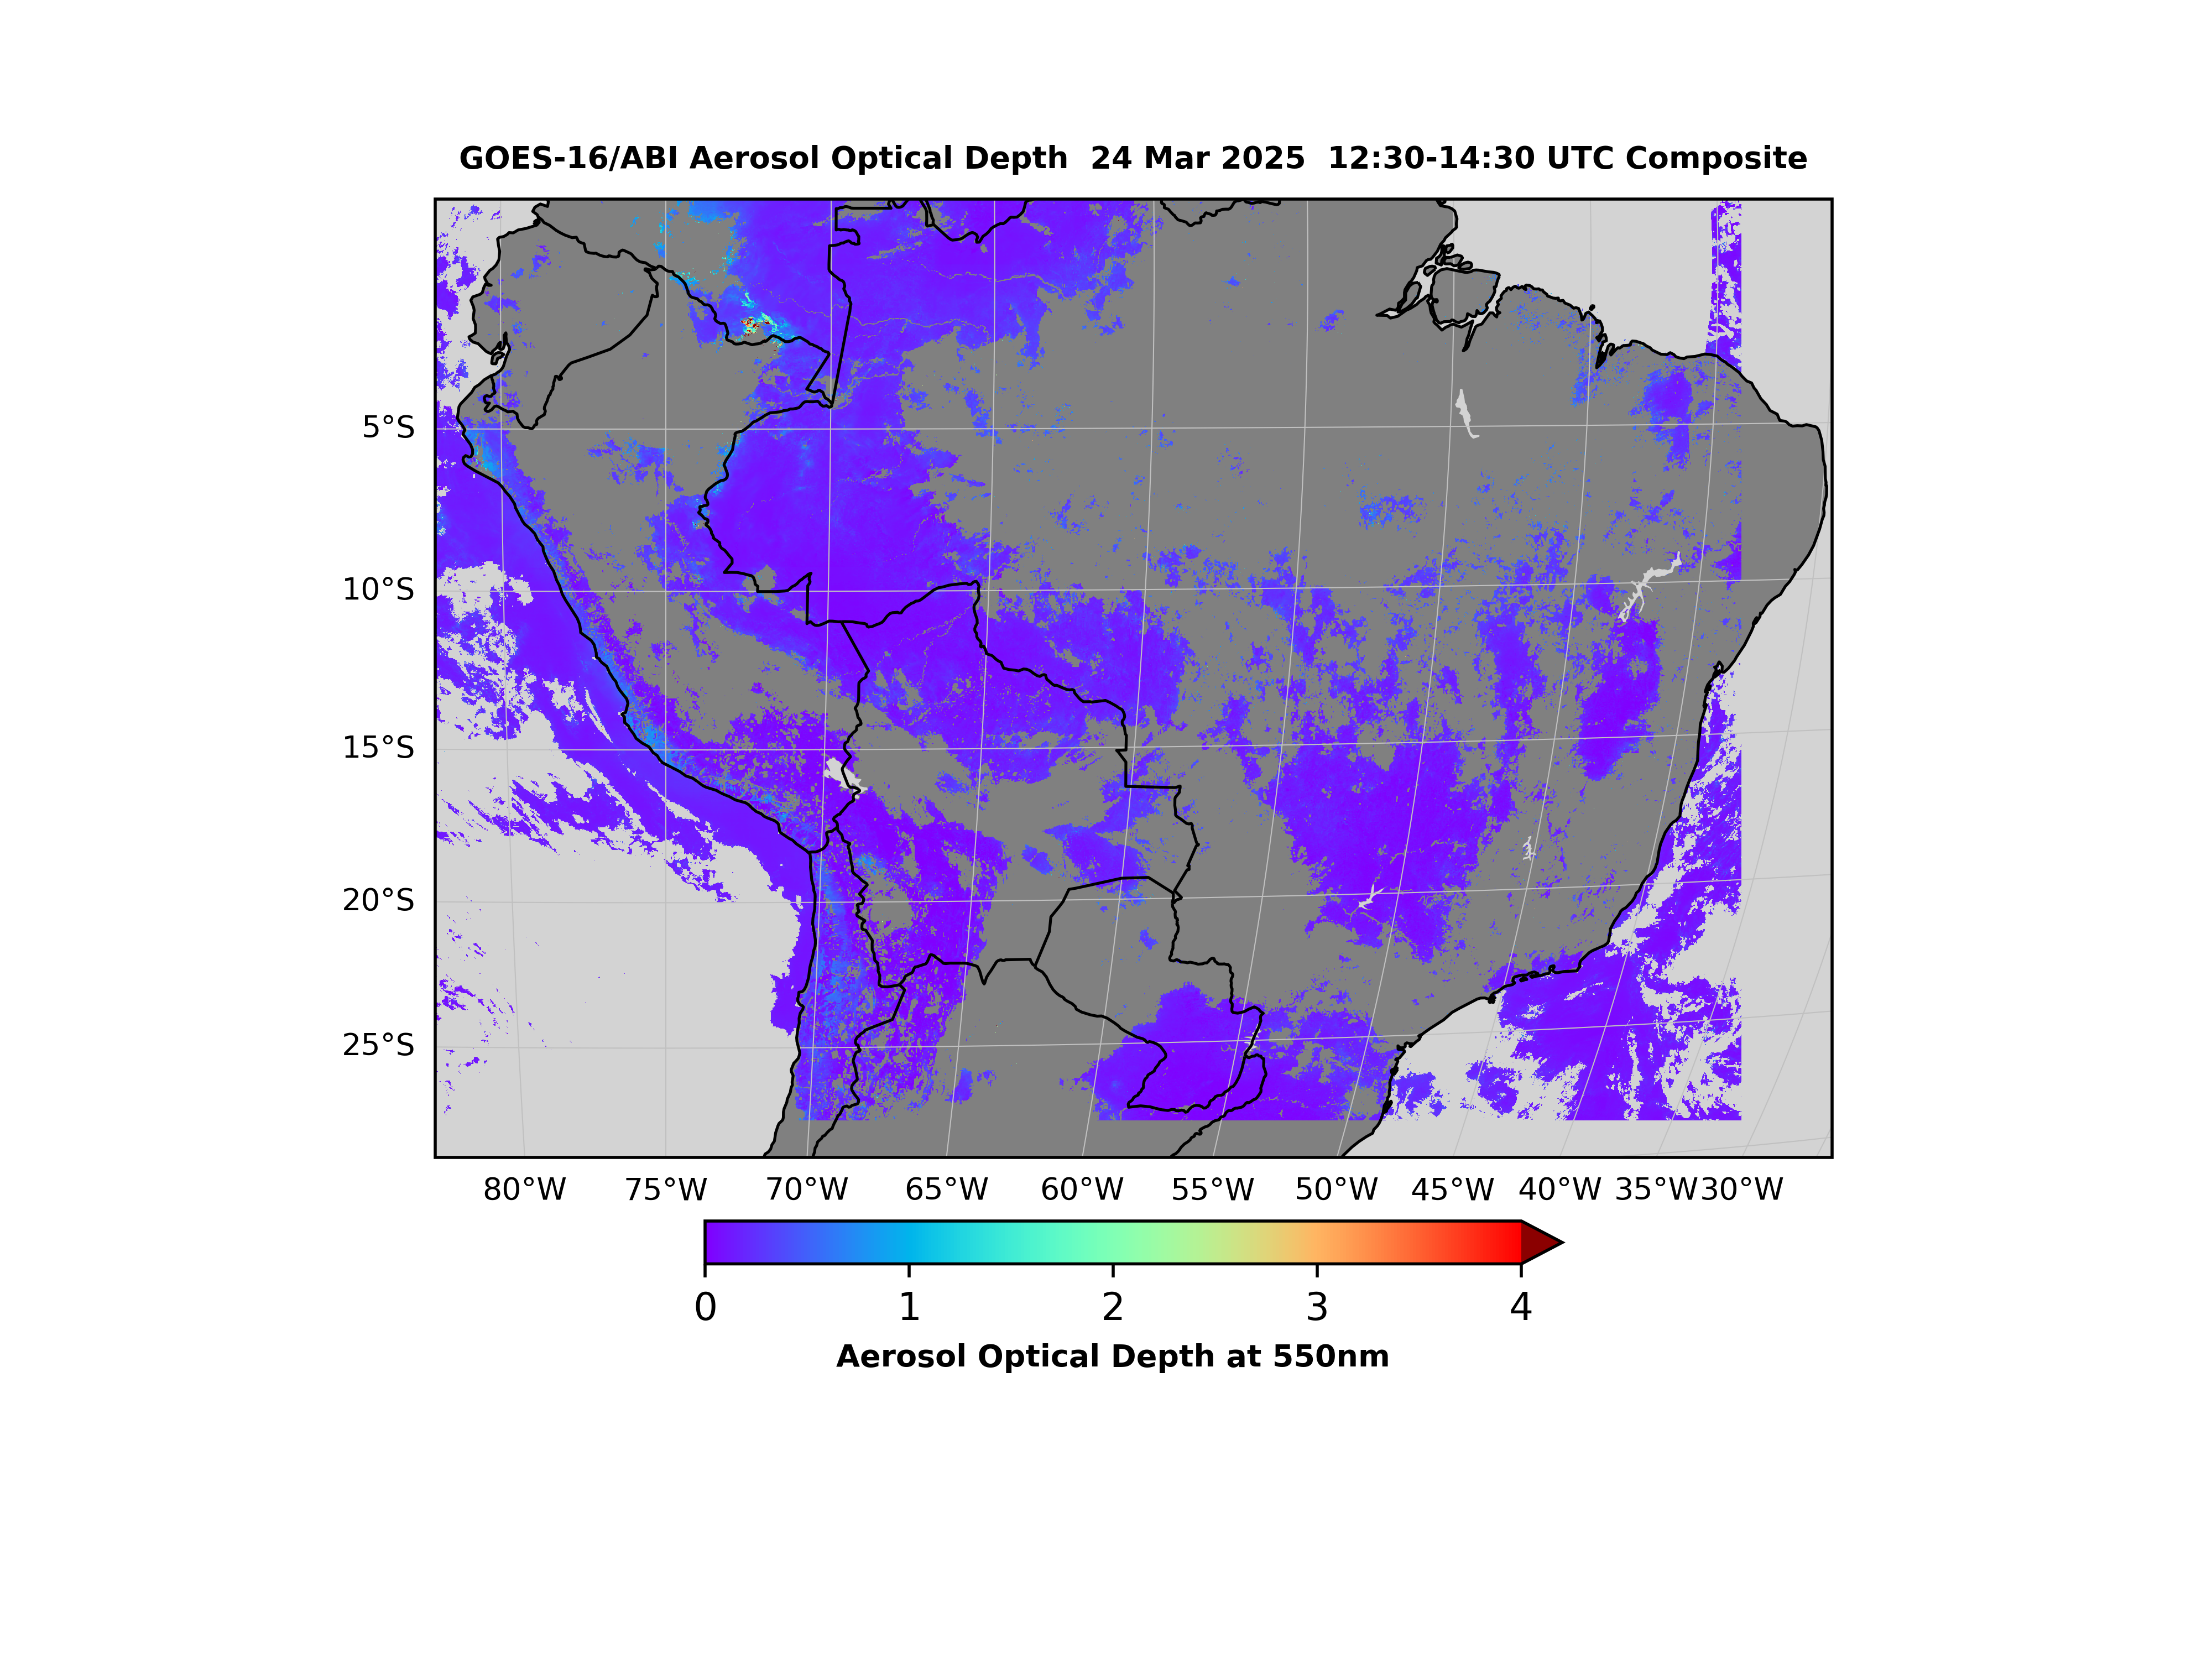 GOES-16/ABI Aerosol Optical Depth  24 Mar 2025  12:30-14:30 UTC Composite
5°S
10°S
15°S
20°S
25°S
80°W 75°W 70°W 65°W 60°W 55°W 50°W 45°W 40°W 35°W 30°W
0 1 2 3 4
Aerosol Optical Depth at 550nm